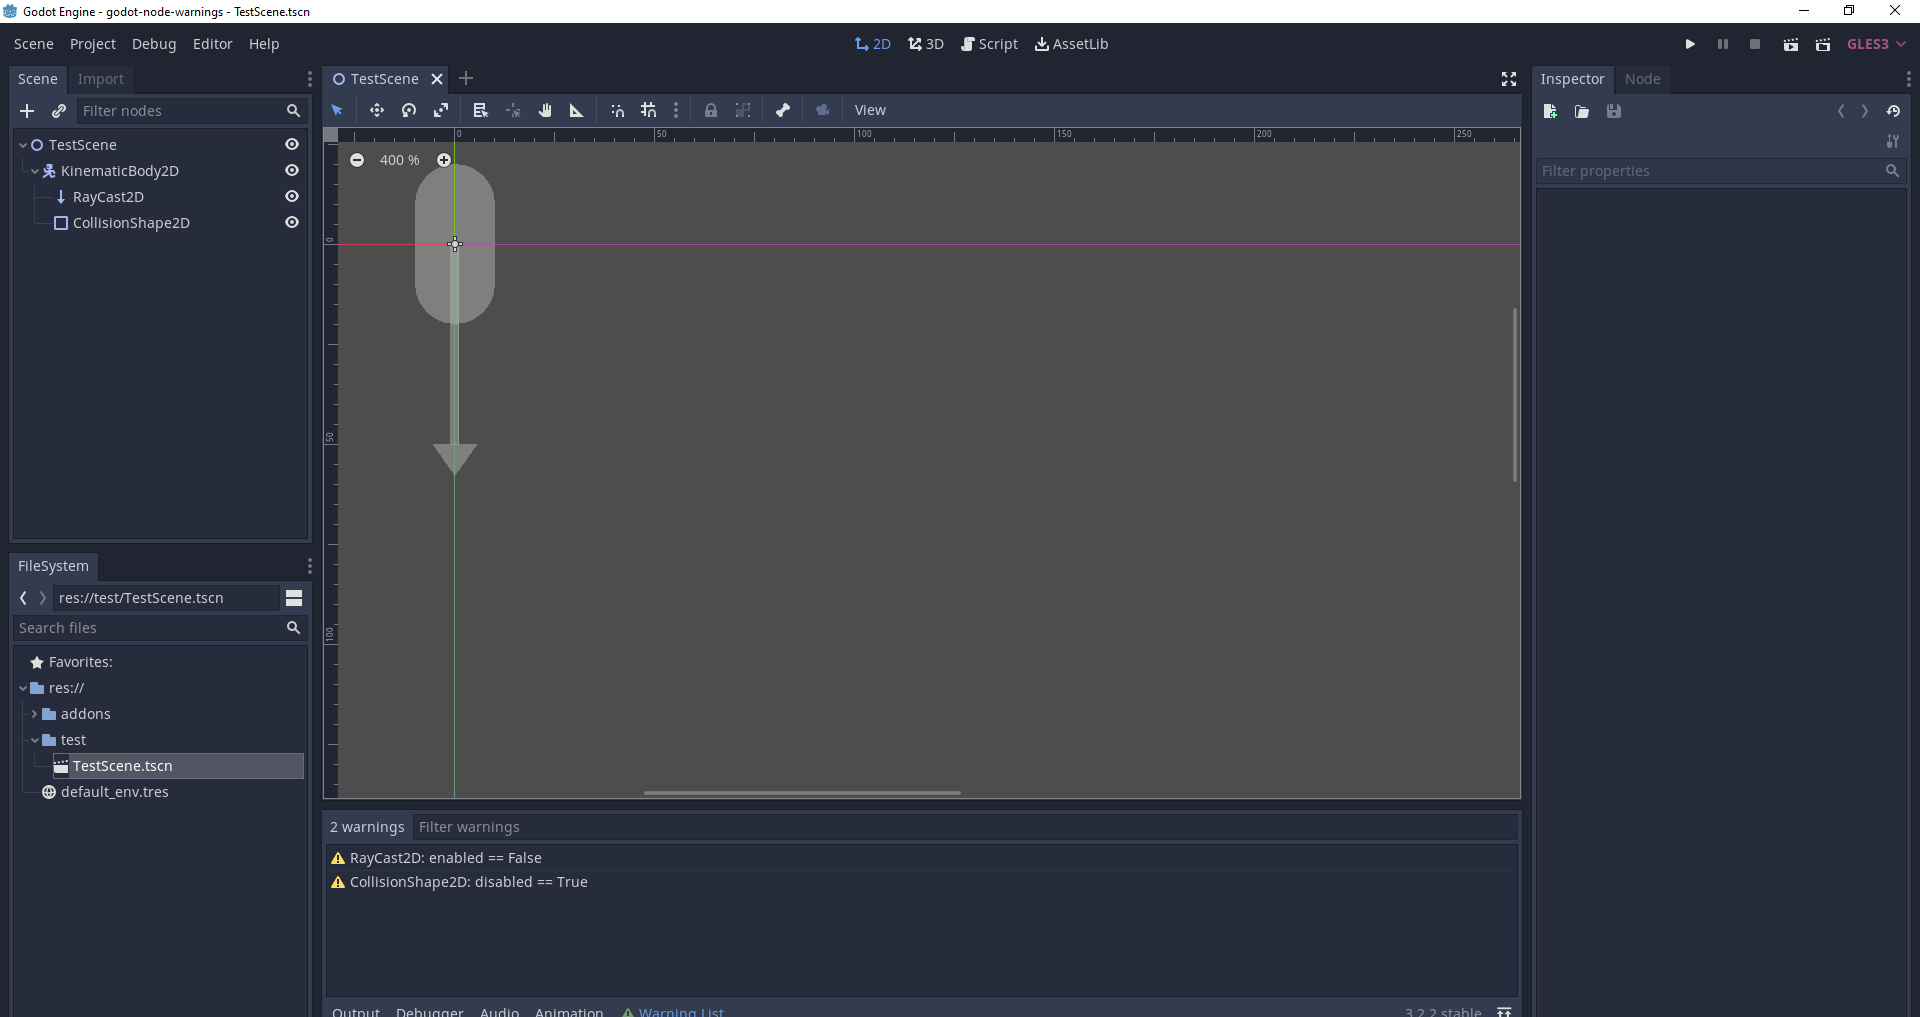 Godot Engine - godot-node-warnings - TestScene.tscn
Scene Project Debug Editor Help
2D 3D Script AssetLib
GLES3
Scene Import
Filter nodes
TestScene
KinematicBody2D
RayCast2D
CollisionShape2D
FileSystem
res://test/TestScene.tscn
Search files
Favorites:
res://
addons
test
TestScene.tscn
default_env.tres
TestScene
View
0 50 100 150 200 250
400 %
0
50
100
2 warnings Filter warnings
RayCast2D: enabled == False
CollisionShape2D: disabled == True
Output Debugger Audio Animation Warning List 3.2.2.stable
Inspector Node
Filter properties